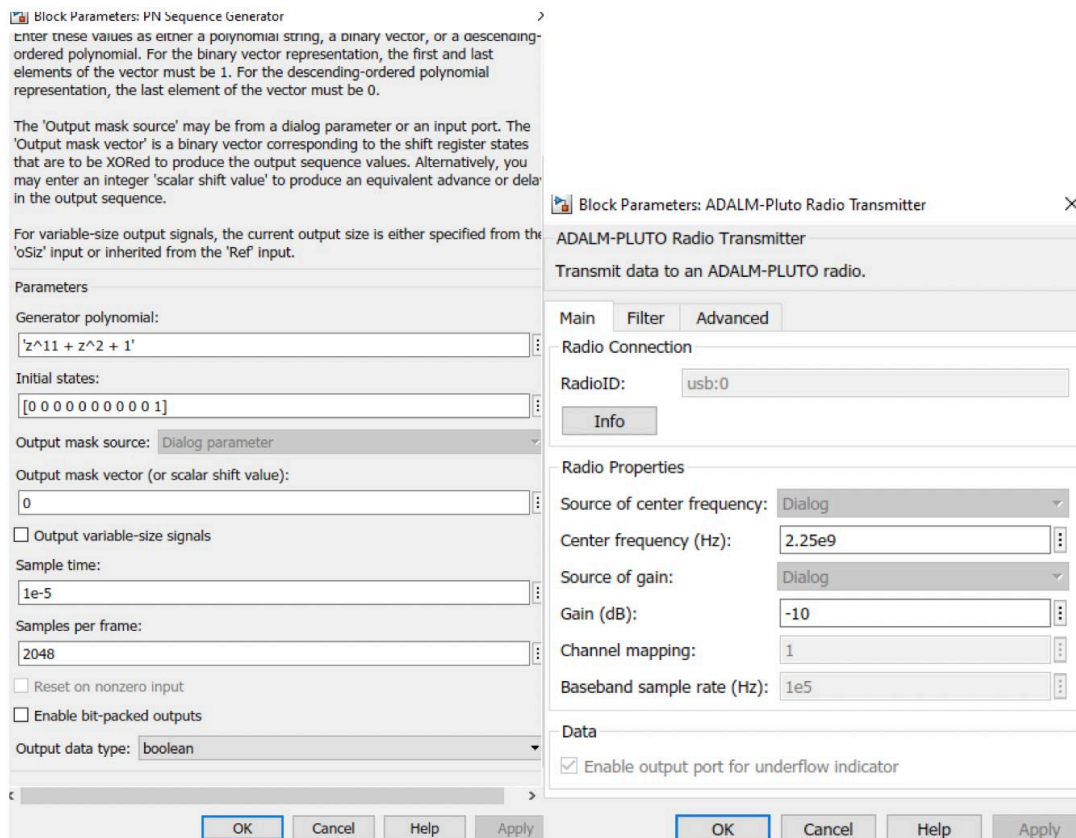 Block Parameters: PN Sequence Generator
Enter these values as either a polynomial string, a binary vector, or a descending-
ordered polynomial. For the binary vector representation, the first and last
elements of the vector must be 1. For the descending-ordered polynomial
representation, the last element of the vector must be 0.
The 'Output mask source' may be from a dialog parameter or an input port. The
'Output mask vector' is a binary vector corresponding to the shift register states
that are to be XORed to produce the output sequence values. Alternatively, you
may enter an integer 'scalar shift value' to produce an equivalent advance or dela
in the output sequence.
For variable-size output signals, the current output size is either specified from the
'oSiz' input or inherited from the 'Ref' input.
Parameters
Generator polynomial:
'z^11 + z^2 + 1'
Initial states:
[0 0 0 0 0 0 0 0 0 0 1]
Output mask source: Dialog parameter
Output mask vector (or scalar shift value):
0
Output variable-size signals
Sample time:
1e-5
Samples per frame:
2048
Reset on nonzero input
Enable bit-packed outputs
Output data type: boolean
OK Cancel Help Apply
Block Parameters: ADALM-Pluto Radio Transmitter
ADALM-PLUTO Radio Transmitter
Transmit data to an ADALM-PLUTO radio.
Main Filter Advanced
Radio Connection
RadioID: usb:0
Info
Radio Properties
Source of center frequency: Dialog
Center frequency (Hz): 2.25e9
Source of gain: Dialog
Gain (dB): -10
Channel mapping: 1
Baseband sample rate (Hz): 1e5
Data
Enable output port for underflow indicator
OK Cancel Help Apply